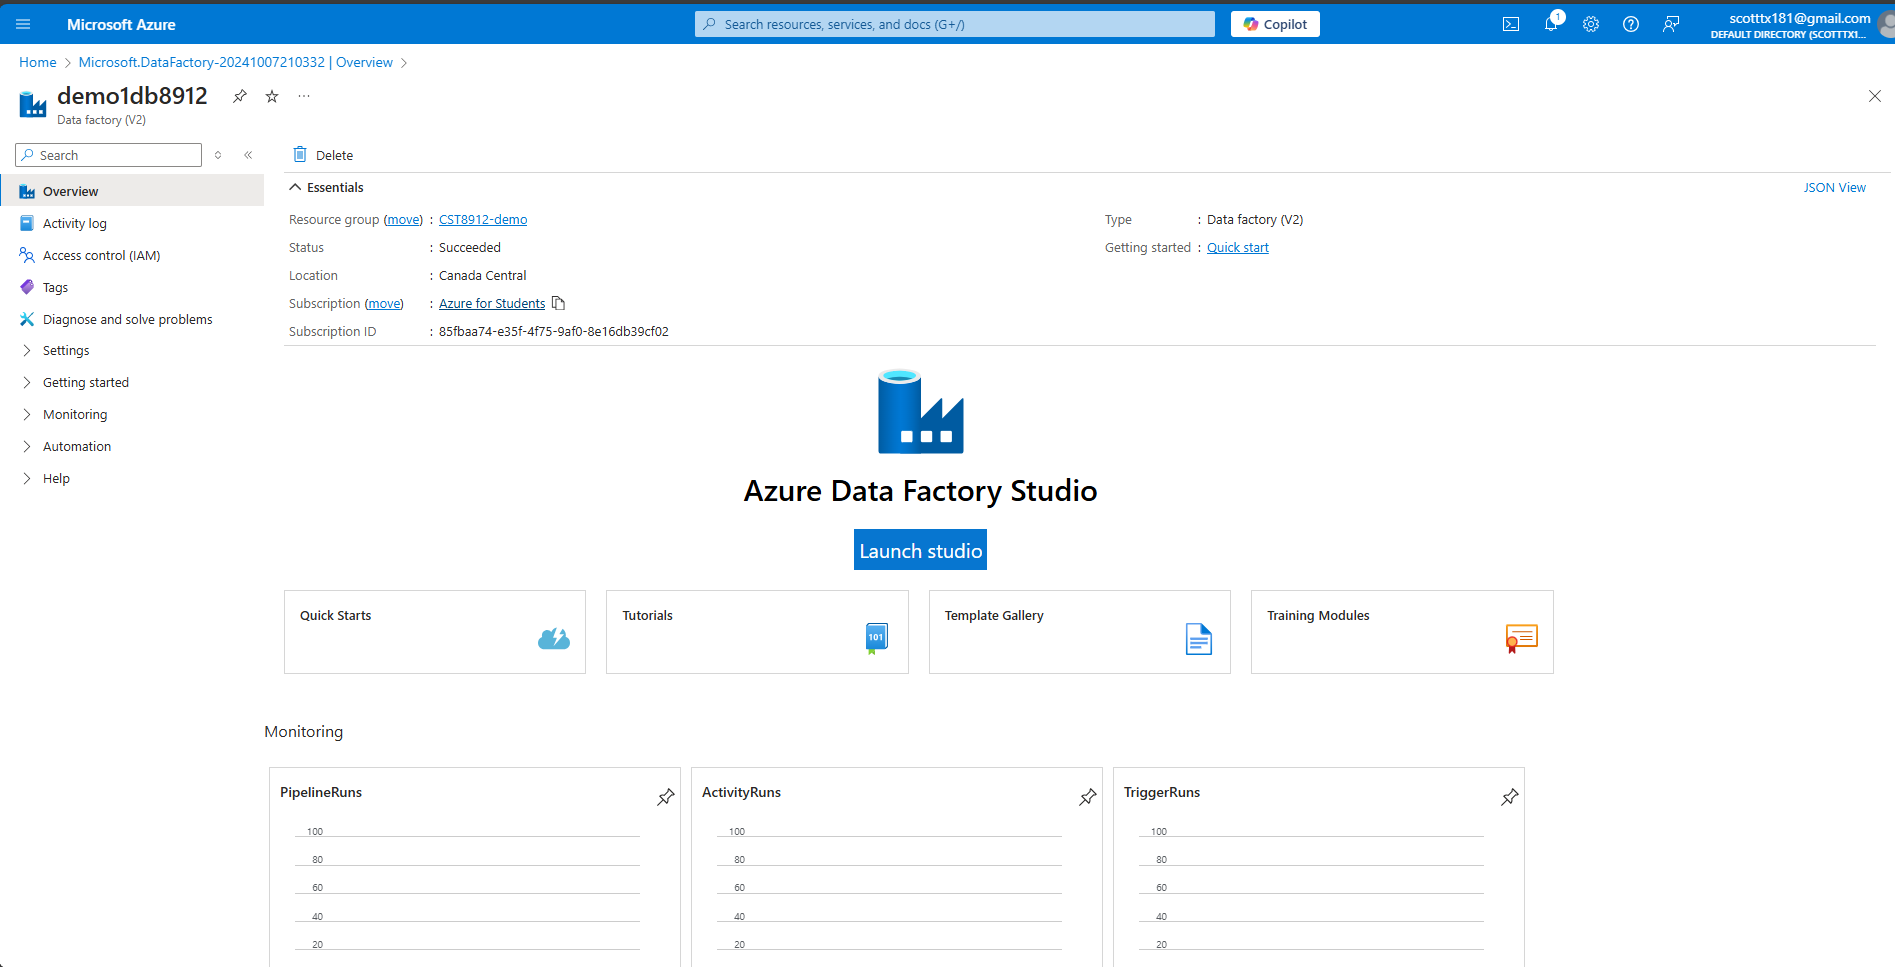 Microsoft Azure
Search resources, services, and docs (G+/)
Copilot
1
scotttx181@gmail.com
DEFAULT DIRECTORY (SCOTTTX1...
Home > Microsoft.DataFactory-20241007210332 | Overview >
demo1db8912
Data factory (V2)
Search
Overview
Activity log
Access control (IAM)
Tags
Diagnose and solve problems
Settings
Getting started
Monitoring
Automation
Help
Delete
Essentials
JSON View
Resource group (move) : CST8912-demo
Status : Succeeded
Location : Canada Central
Subscription (move) : Azure for Students
Subscription ID : 85fbaa74-e35f-4f75-9af0-8e16db39cf02
Type : Data factory (V2)
Getting started : Quick start
Azure Data Factory Studio
Launch studio
Quick Starts
Tutorials
101
Template Gallery
Training Modules
Monitoring
PipelineRuns
100
80
60
40
20
ActivityRuns
100
80
60
40
20
TriggerRuns
100
80
60
40
20